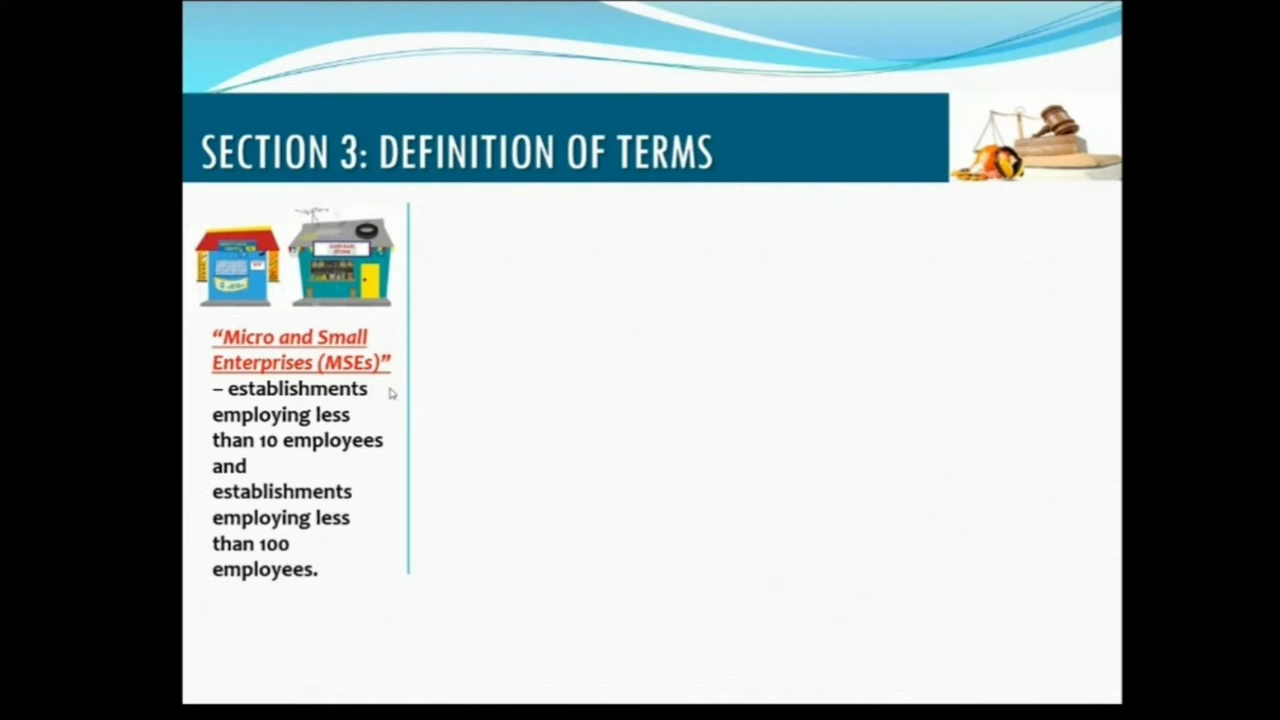 SECTION 3: DEFINITION OF TERMS
“Micro and Small
Enterprises (MSEs)”
– establishments
employing less
than 10 employees
and
establishments
employing less
than 100
employees.